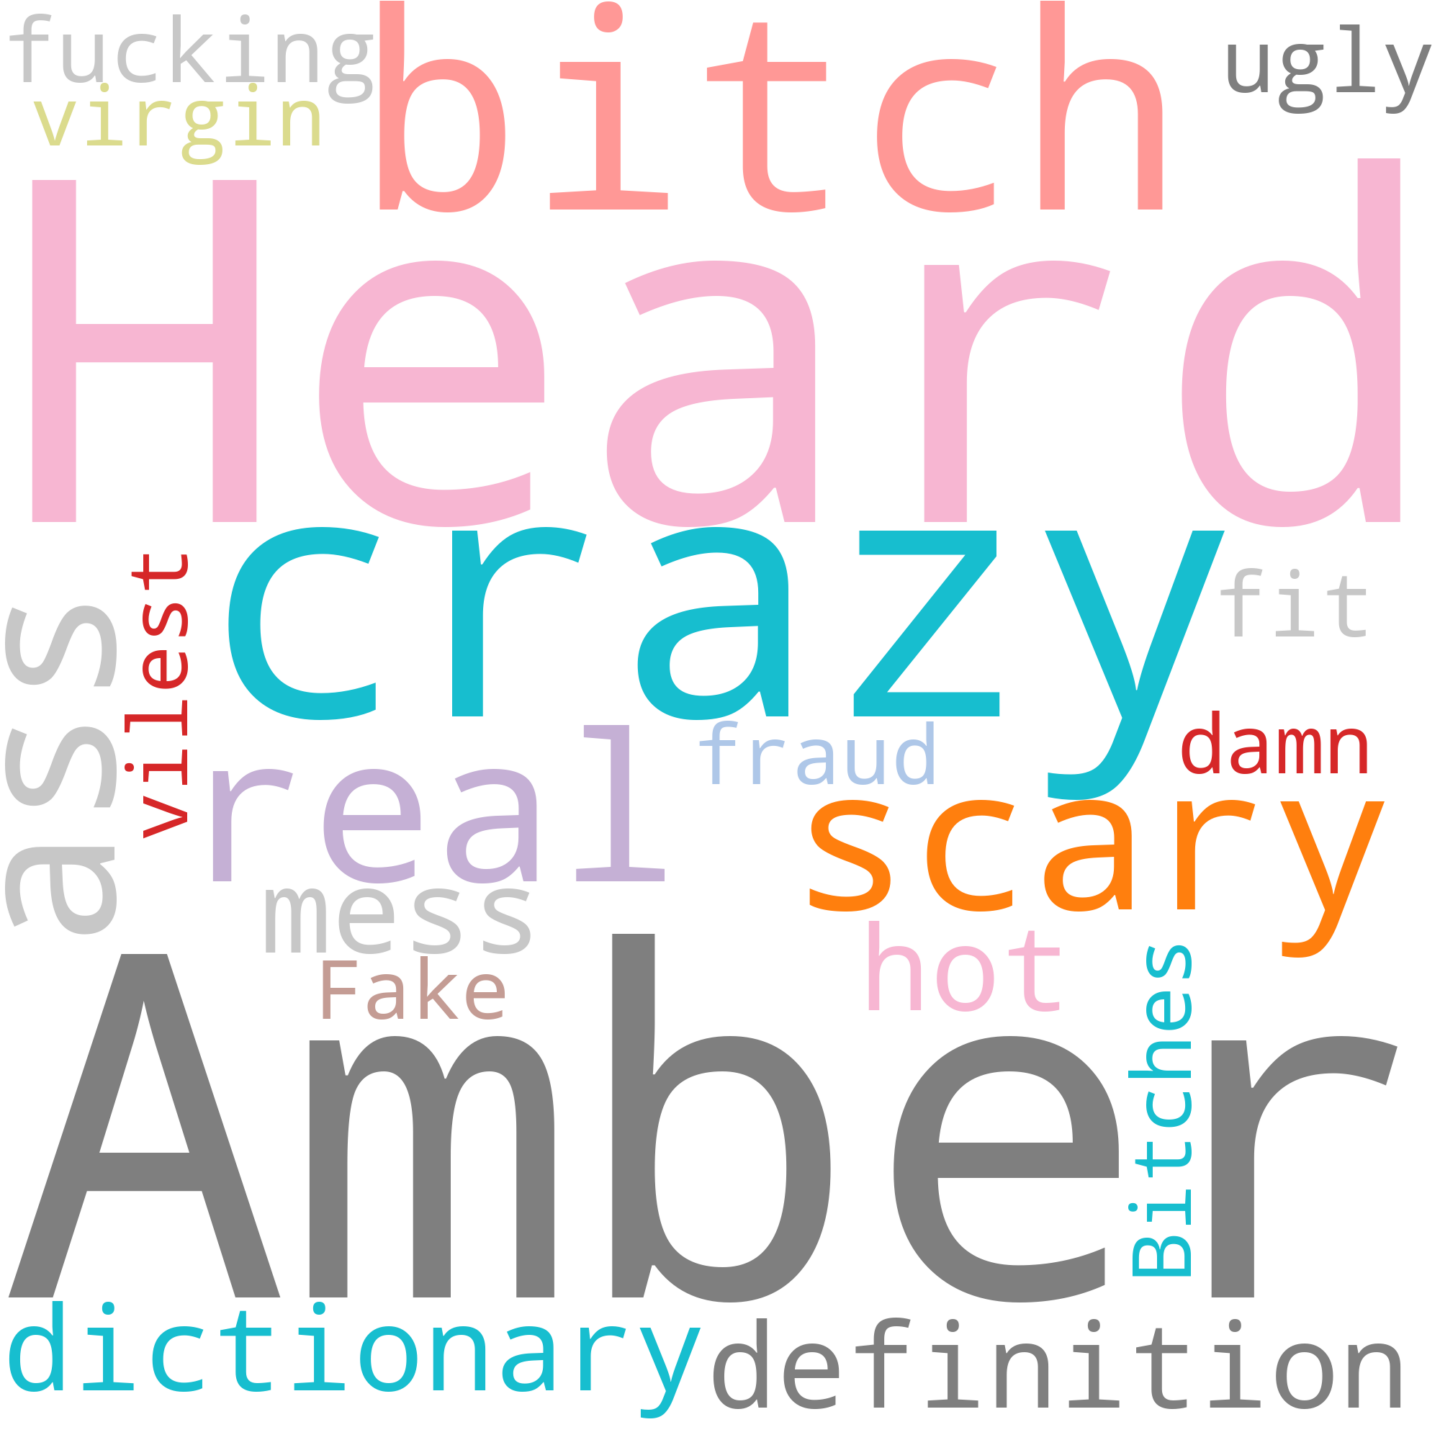 fucking
bitch
ugly
virgin
Heard
crazy
fit
vilest
ass
real
fraud
damn
scary
mess
hot
Fake
Bitches
Amber
dictionary
definition